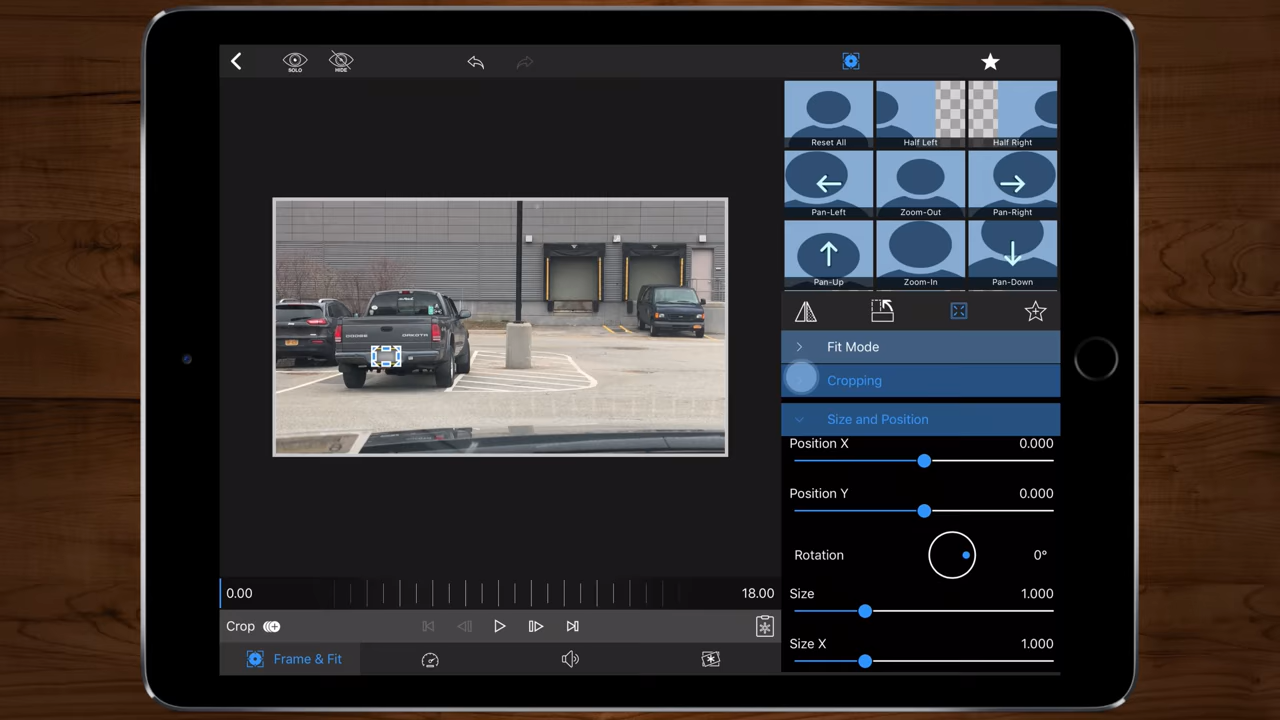 SOLO
HIDE
Reset All
Half Left
Half Right
Pan-Left
Zoom-Out
Pan-Right
Pan-Up
Zoom-In
Pan-Down
DODGE
DAKOTA
Fit Mode
Cropping
Size and Position
Position X 0.000
Position Y 0.000
Rotation 0°
Size 1.000
Size X 1.000
0.00
18.00
Crop
Frame & Fit